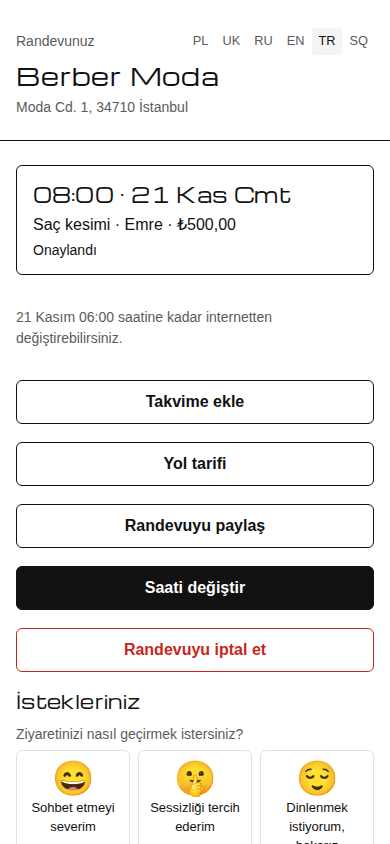 Randevunuz
PL UK RU EN TR SQ
Berber Moda
Moda Cd. 1, 34710 İstanbul
08:00 · 21 Kas Cmt
Saç kesimi · Emre · ₺500,00
Onaylandı
21 Kasım 06:00 saatine kadar internetten
değiştirebilirsiniz.
Takvime ekle
Yol tarifi
Randevuyu paylaş
Saati değiştir
Randevuyu iptal et
İstekleriniz
Ziyaretinizi nasıl geçirmek istersiniz?
Sohbet etmeyi
severim
Sessizliği tercih
ederim
Dinlenmek
istiyorum,